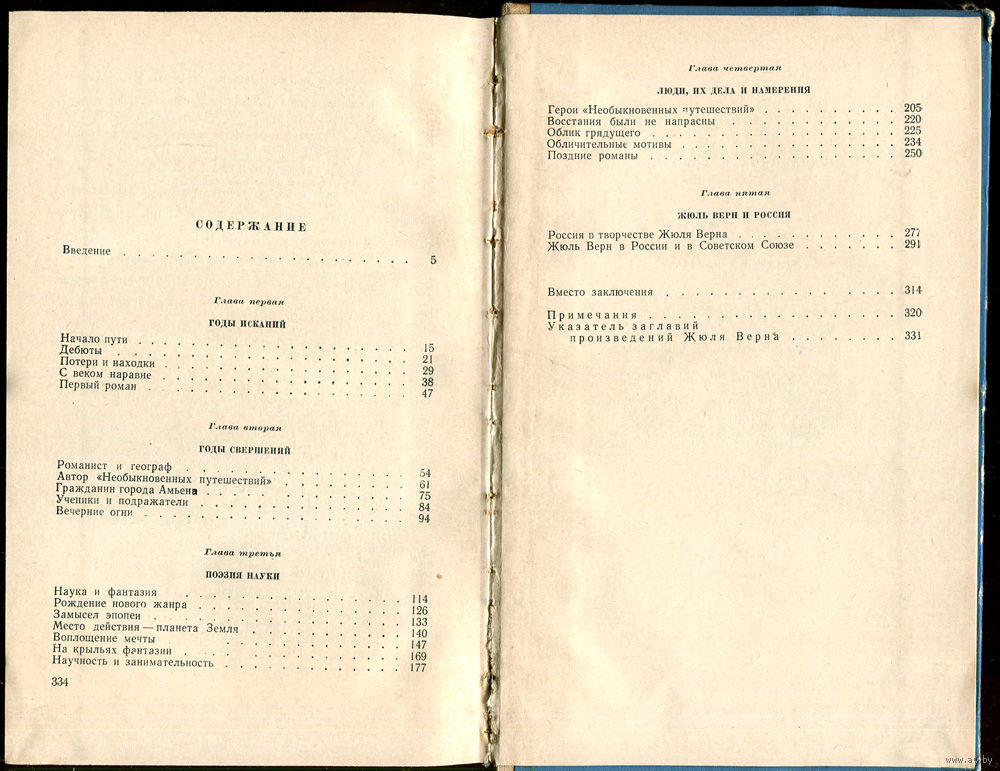 СОДЕРЖАНИЕ
Введение . . . . . . . . . . . . . . . . . . . . 5
Глава первая
ГОДЫ ИСКАНИЙ
Начало пути . . . . . . . . . . . . . . . . . . 15
Дебюты . . . . . . . . . . . . . . . . . . . . 21
Потери и находки . . . . . . . . . . . . . . . 29
С веком наравне . . . . . . . . . . . . . . . . 38
Первый роман . . . . . . . . . . . . . . . . . 47
Глава вторая
ГОДЫ СВЕРШЕНИЙ
Романист и географ . . . . . . . . . . . . . . 54
Автор «Необыкновенных путешествий» . . . . . . . 61
Гражданин города Амьена . . . . . . . . . . . . 75
Ученики и подражатели . . . . . . . . . . . . . 84
Вечерние огни . . . . . . . . . . . . . . . . . 94
Глава третья
ПОЭЗИЯ НАУКИ
Наука и фантазия . . . . . . . . . . . . . . . 114
Рождение нового жанра . . . . . . . . . . . . . 126
Замысел эпопеи . . . . . . . . . . . . . . . . 133
Место действия — планета Земля . . . . . . . . . 140
Воплощение мечты . . . . . . . . . . . . . . . 147
На крыльях фантазии . . . . . . . . . . . . . . 169
Научность и занимательность . . . . . . . . . . 177
334
Глава четвертая
ЛЮДИ, ИХ ДЕЛА И НАМЕРЕНИЯ
Герои «Необыкновенных путешествий» . . . . . . . . 205
Восстания были не напрасны . . . . . . . . . . . 220
Облик грядущего . . . . . . . . . . . . . . . . 225
Обличительные мотивы . . . . . . . . . . . . . . 234
Поздние романы . . . . . . . . . . . . . . . . 250
Глава пятая
ЖЮЛЬ ВЕРН И РОССИЯ
Россия в творчестве Жюля Верна . . . . . . . . . . 277
Жюль Верн в России и в Советском Союзе . . . . . . . 291
Вместо заключения . . . . . . . . . . . . . . . 314
Примечания . . . . . . . . . . . . . . . . . . 320
Указатель заглавий
произведений Жюля Верна . . . . . . . . 331
www.ay.by